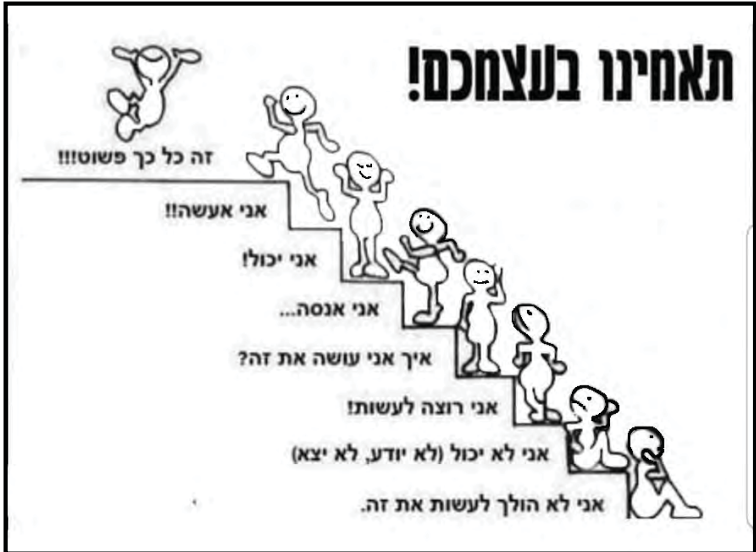 תאמינו בעצמכם!
זה כל כך פשוט!!!
אני אעשה!!
אני יכול!
אני אנסה...
איך אני עושה את זה?
אני רוצה לעשות!
אני לא יכול (לא יודע, לא יצא)
אני לא הולך לעשות את זה.